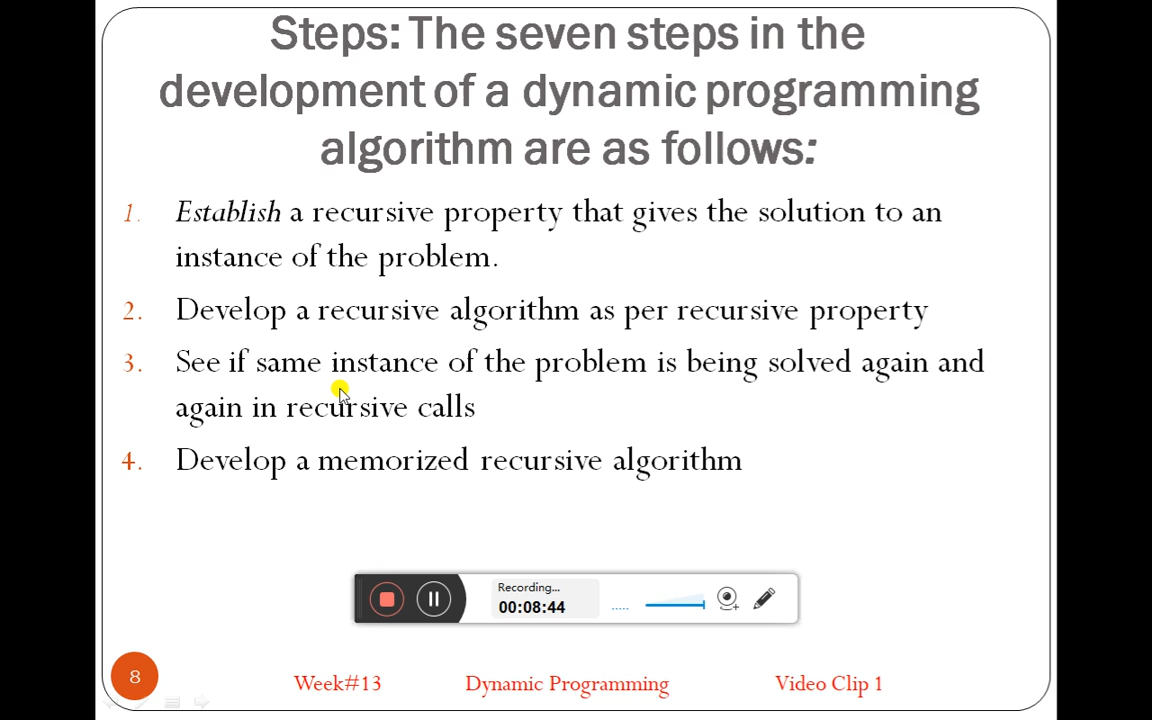 Steps: The seven steps in the
development of a dynamic programming
algorithm are as follows:
1. Establish a recursive property that gives the solution to an
instance of the problem.
2. Develop a recursive algorithm as per recursive property
3. See if same instance of the problem is being solved again and
again in recursive calls
4. Develop a memorized recursive algorithm
Recording...
00:08:44
8 Week#13 Dynamic Programming Video Clip 1